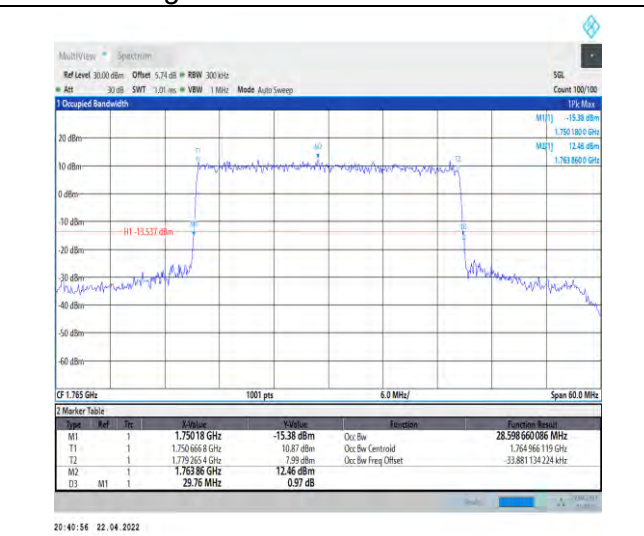 MultiView Spectrum
Ref Level 30.00 dBm Offset 5.74 dB RBW 300 kHz SGL
Att 30 dB SWT 1.01 ms VBW 1 MHz Mode Auto Sweep Count 100/100
1 Occupied Bandwidth 1Pk Max
M1[1] -15.38 dBm
1.750 180 0 GHz
M2[1] 12.46 dBm
1.763 860 0 GHz
20 dBm
T1 M2 T2
10 dBm
0 dBm
-10 dBm
M1 D3
H1 -13.537 dBm
-20 dBm
-30 dBm
-40 dBm
-50 dBm
-60 dBm
CF 1.765 GHz 1001 pts 6.0 MHz/ Span 60.0 MHz
2 Marker Table
Type Ref Trc X-Value Y-Value Function Function Result
M1 1 1.750 18 GHz -15.38 dBm Occ Bw 28.598 660 086 MHz
T1 1 1.750 666 8 GHz 10.87 dBm Occ Bw Centroid 1.764 966 119 GHz
T2 1 1.779 265 4 GHz 7.99 dBm Occ Bw Freq Offset -33.881 134 224 kHz
M2 1 1.763 86 GHz 12.46 dBm
D3 M1 1 29.76 MHz 0.97 dB
20:40:56 22.04.2022